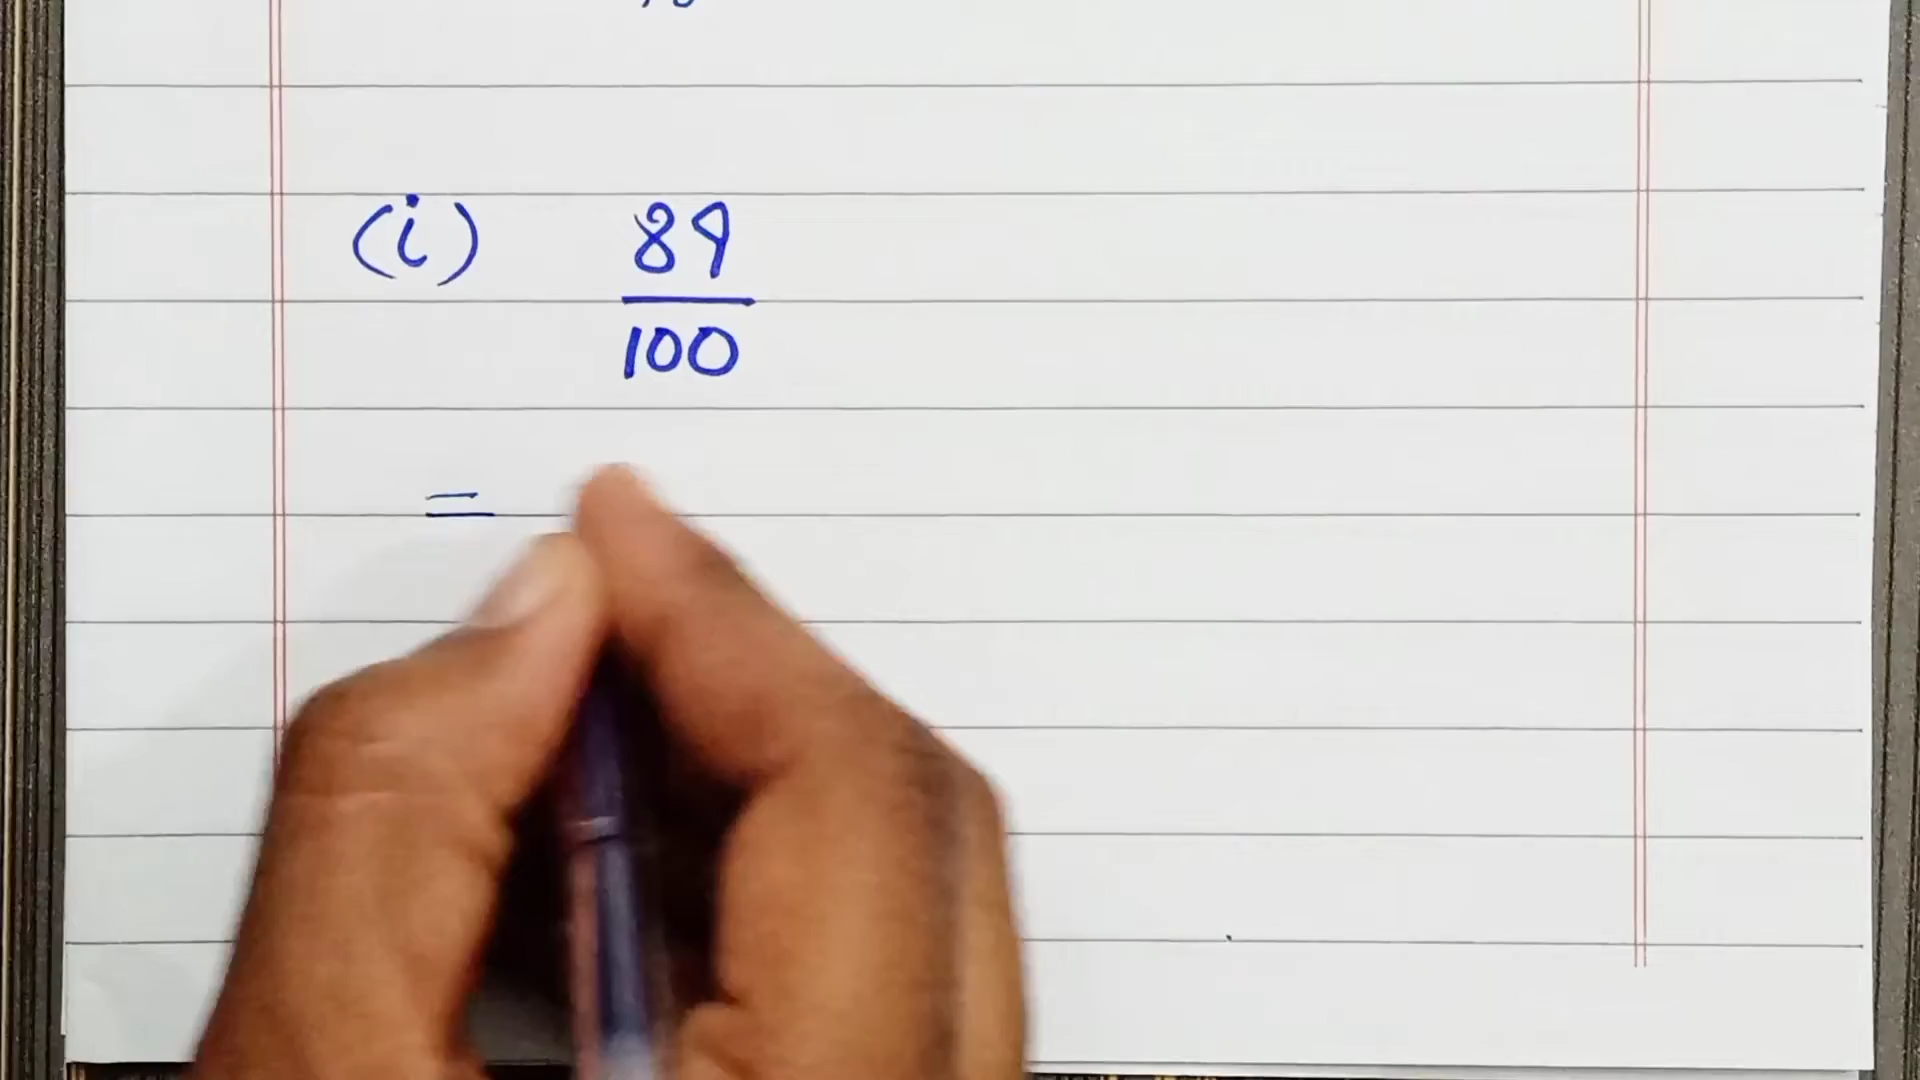 (i) 89
100
=